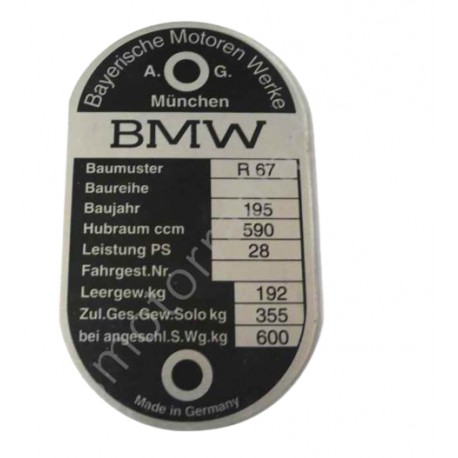 Bayerische Motoren Werke
A. G.
München
BMW
Baumuster R 67
Baureihe
Baujahr 195
Hubraum ccm 590
Leistung PS 28
Fahrgest.Nr.
Leergew.kg 192
Zul.Ges.Gew.Solo kg 355
bei angeschl.S.Wg.kg 600
Made in Germany